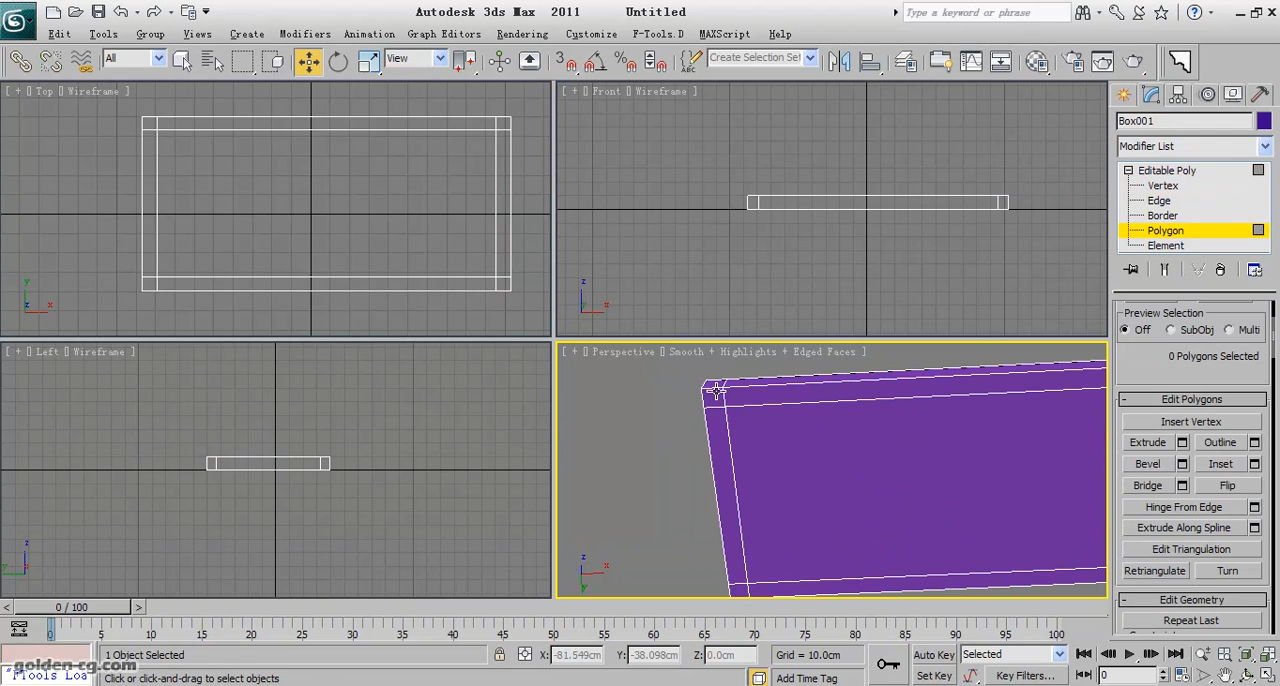 Autodesk 3ds Max 2011 Untitled
Type a keyword or phrase
Edit Tools Group Views Create Modifiers Animation Graph Editors Rendering Customize F-Tools.D MAXScript Help
All View Create Selection Set
[ + [] Top [] Wireframe ]
[ + [] Front [] Wireframe ]
Box001
Modifier List
Editable Poly
Vertex
Edge
Border
Polygon
Element
Preview Selection
Off SubObj Multi
0 Polygons Selected
[ + [] Left [] Wireframe ]
[ + [] Perspective [] Smooth + Highlights + Edged Faces ]
- Edit Polygons
Insert Vertex
Extrude Outline
Bevel Inset
Bridge Flip
Hinge From Edge
Extrude Along Spline
Edit Triangulation
Retriangulate Turn
- Edit Geometry
Repeat Last
< 0 / 100 >
0 5 10 15 20 25 30 35 40 45 50 55 60 65 70 75 80 85 90 95 100
1 Object Selected X: -81.549cm Y: -38.098cm Z: 0.0cm Grid = 10.0cm Auto Key Selected
golden-cg.com
"FTools Loa Click or click-and-drag to select objects Add Time Tag Set Key Key Filters... 0